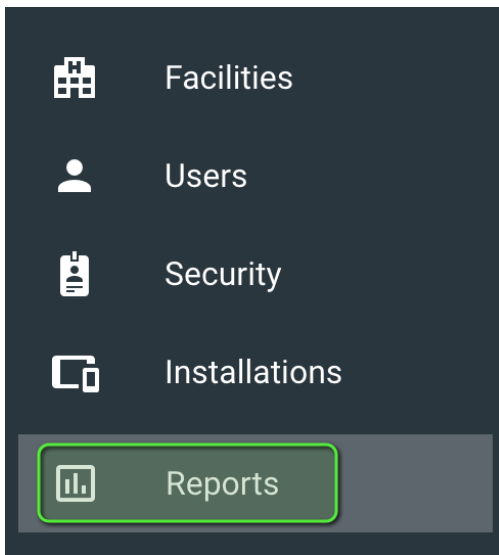 Facilities
Users
Security
Installations
Reports